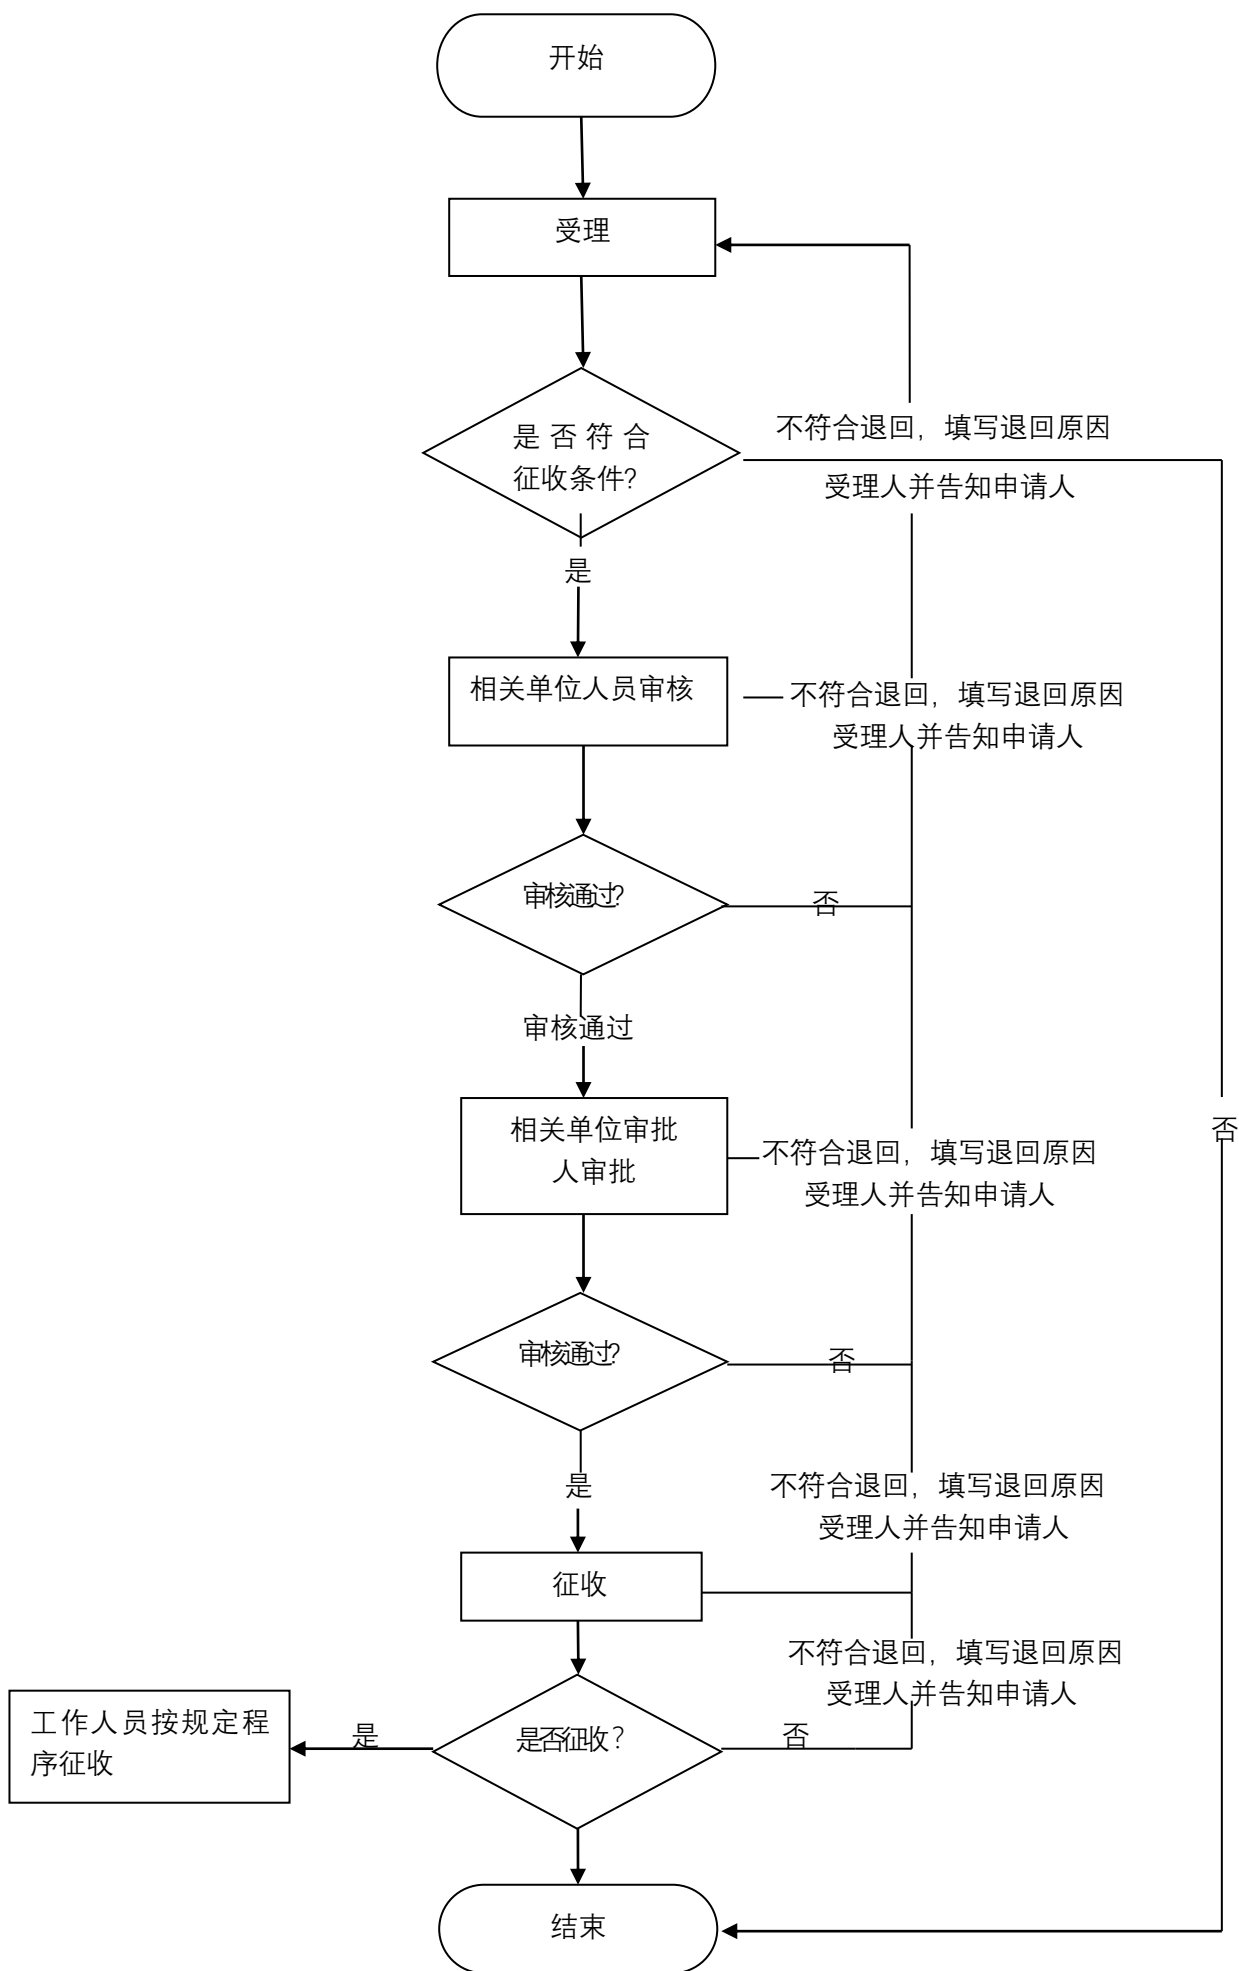 开始
受理
不符合退回，填写退回原因
是否符合
征收条件？
受理人并告知申请人
是
相关单位人员审核
不符合退回，填写退回原因
受理人并告知申请人
审核通过？
否
审核通过
相关单位审批
人审批
否
不符合退回，填写退回原因
受理人并告知申请人
审核通过？
否
是
不符合退回，填写退回原因
受理人并告知申请人
征收
不符合退回，填写退回原因
受理人并告知申请人
工作人员按规定程
序征收
是
是否征收？
否
结束